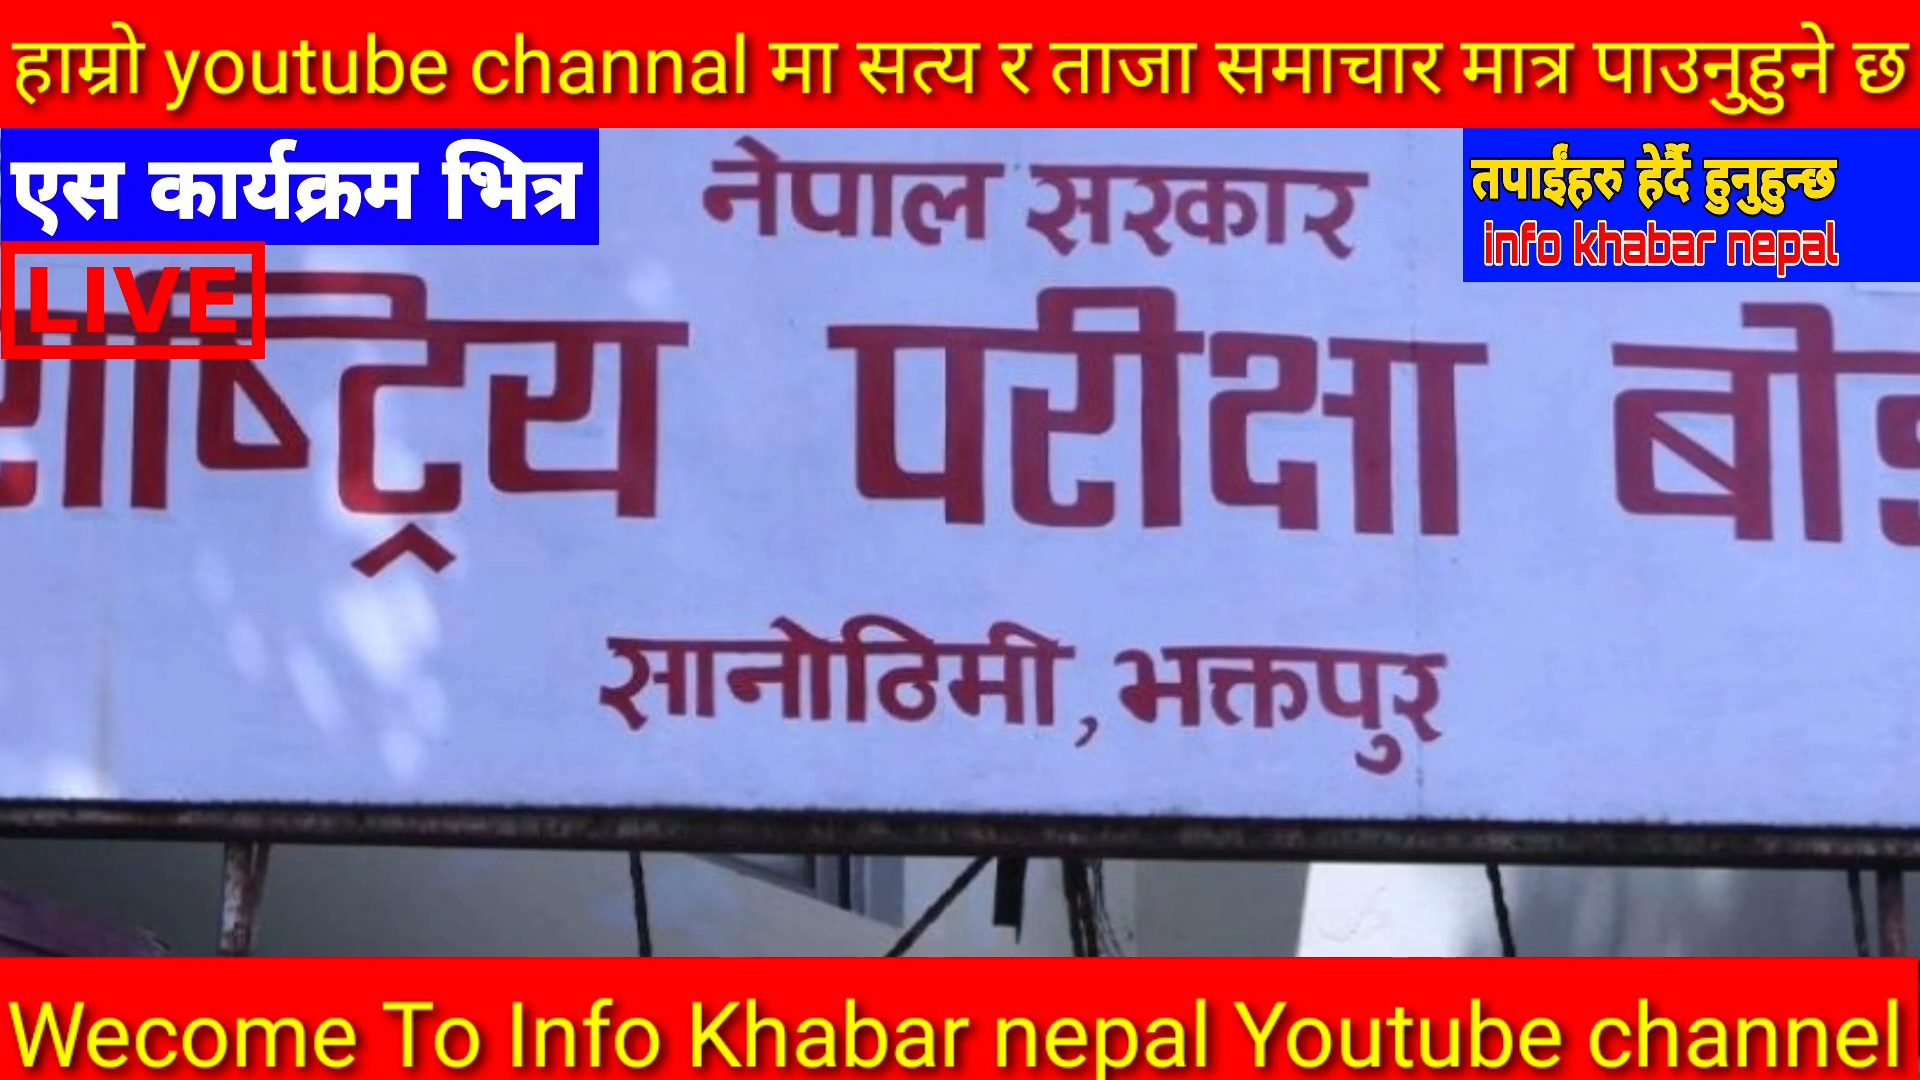 हाम्रो youtube channal मा सत्य र ताजा समाचार मात्र पाउनुहुने छ
एस कार्यक्रम भित्र
LIVE
तपाईंहरु हेर्दै हुनुहुन्छ
info khabar nepal
नेपाल सरकार
राष्ट्रिय परीक्षा बोर्ड
सानोठिमी, भक्तपुर
Wecome To Info Khabar nepal Youtube channel